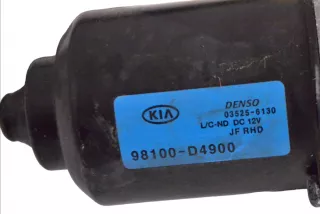 KIA
DENSO
03525-6130
L/C-ND DC 12V
JF RHD
98100-D4900